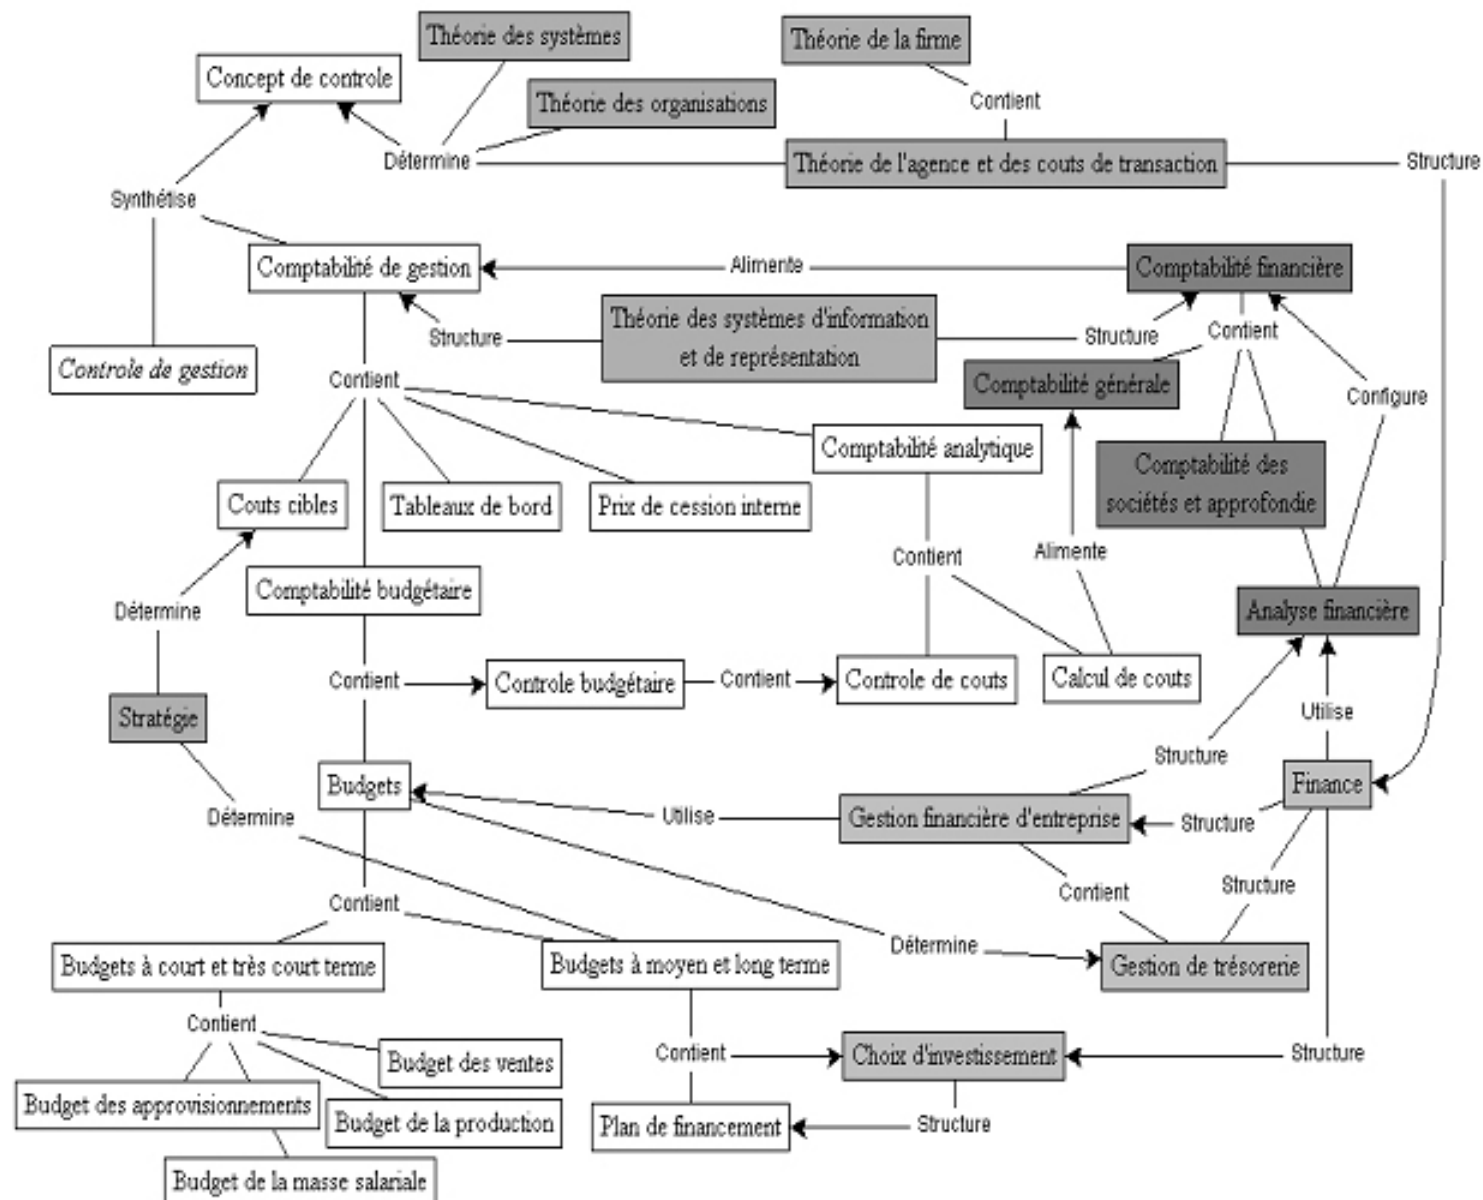 Théorie des systèmes
Théorie de la firme
Concept de controle
Théorie des organisations
Contient
Détermine
Théorie de l'agence et des couts de transaction
Structure
Synthétise
Comptabilité de gestion
Alimente
Comptabilité financière
Théorie des systèmes d'information
et de représentation
Structure
Structure
Contient
Controle de gestion
Contient
Comptabilité générale
Configure
Comptabilité analytique
Comptabilité des
sociétés et approfondie
Couts cibles
Tableaux de bord
Prix de cession interne
Contient
Alimente
Comptabilité budgétaire
Détermine
Analyse financière
Contient
Controle budgétaire
Contient
Controle de couts
Calcul de couts
Stratégie
Utilise
Structure
Budgets
Finance
Détermine
Utilise
Gestion financière d'entreprise
Structure
Contient
Structure
Contient
Détermine
Budgets à court et très court terme
Budgets à moyen et long terme
Gestion de trésorerie
Contient
Budget des ventes
Contient
Choix d'investissement
Structure
Budget des approvisionnements
Budget de la production
Plan de financement
Structure
Budget de la masse salariale